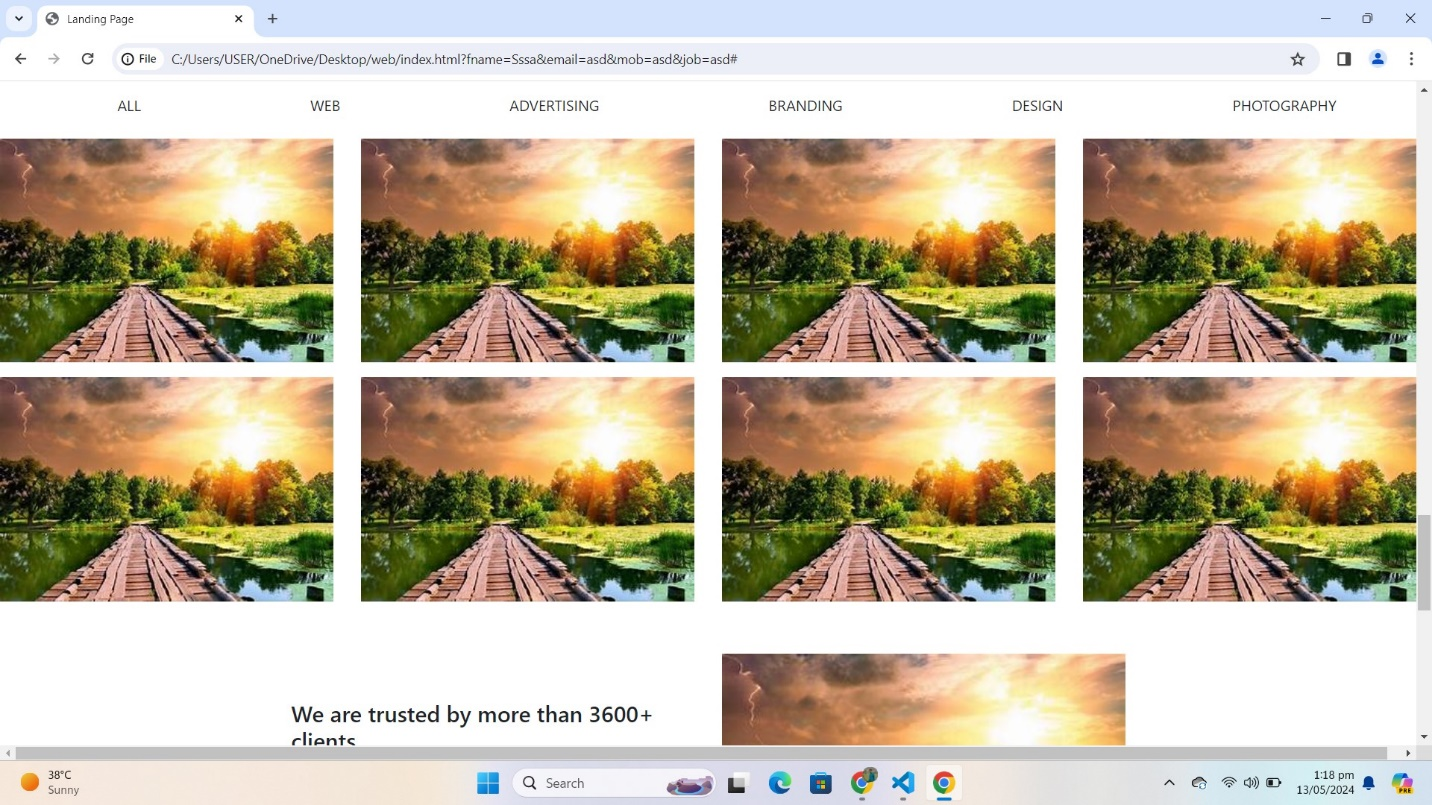 Landing Page
File
C:/Users/USER/OneDrive/Desktop/web/index.html?fname=Sssa&email=asd&mob=asd&job=asd#
ALL WEB ADVERTISING BRANDING DESIGN PHOTOGRAPHY
We are trusted by more than 3600+
clients
38°C
Sunny
Search
1:18 pm
13/05/2024
PRE